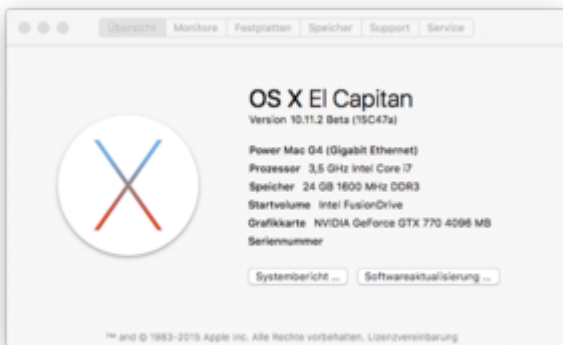 Übersicht Monitore Festplatten Speicher Support Service
OS X El Capitan
Version 10.11.2 Beta (15C47a)
Power Mac G4 (Gigabit Ethernet)
Prozessor 3,5 GHz Intel Core i7
Speicher 24 GB 1600 MHz DDR3
Startvolume Intel FusionDrive
Grafikkarte NVIDIA GeForce GTX 770 4096 MB
Seriennummer
Systembericht ... Softwareaktualisierung ...
™ and © 1983-2015 Apple Inc. Alle Rechte vorbehalten. Lizenzvereinbarung